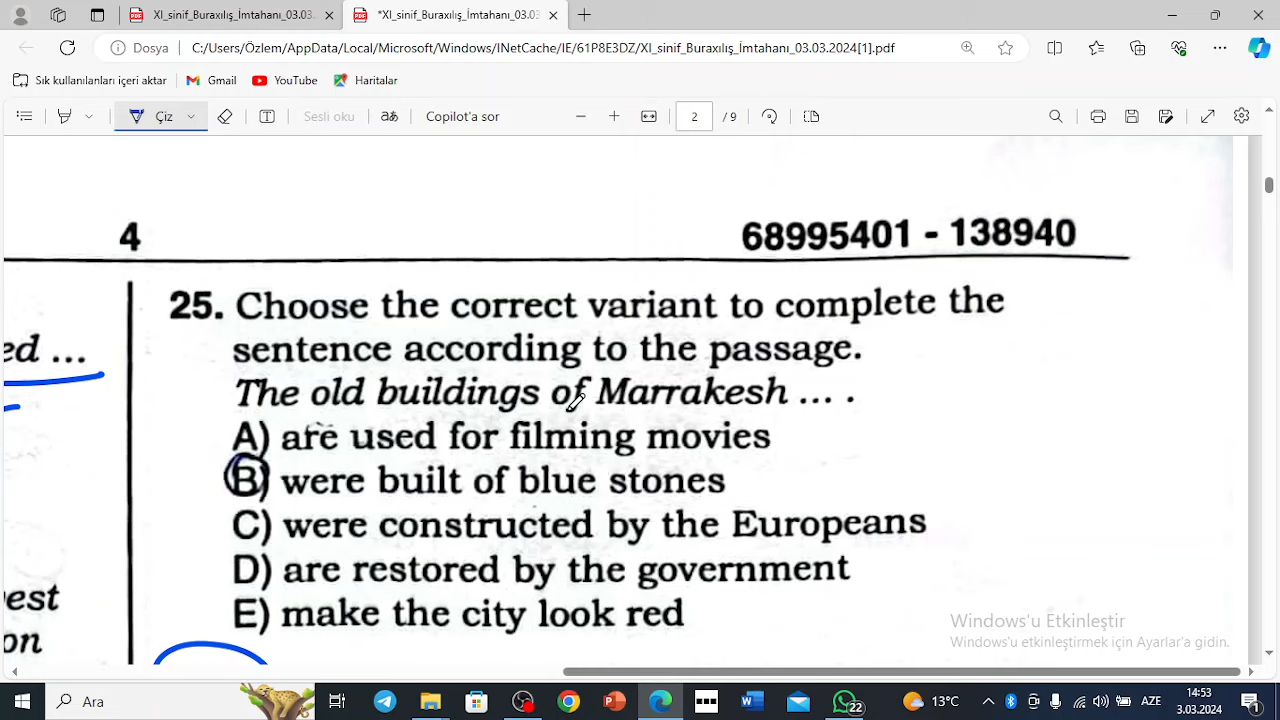 XI_sinif_Buraxılış_İmtahanı_03.03.
*XI_sinif_Buraxılış_İmtahanı_03.03
Dosya
C:/Users/Özlem/AppData/Local/Microsoft/Windows/INetCache/IE/61P8E3DZ/XI_sinif_Buraxılış_İmtahanı_03.03.2024[1].pdf
Sık kullanılanları içeri aktar
Gmail
YouTube
Haritalar
Çiz
Sesli oku
aあ
Copilot'a sor
2 / 9
4
68995401 - 138940
ed ...
25. Choose the correct variant to complete the
sentence according to the passage.
The old buildings of Marrakesh ... .
A) are used for filming movies
B) were built of blue stones
C) were constructed by the Europeans
D) are restored by the government
E) make the city look red
est
on
Windows'u Etkinleştir
Windows'u etkinleştirmek için Ayarlar'a gidin.
Ara
22
13°C
AZE
14:53
3.03.2024
1